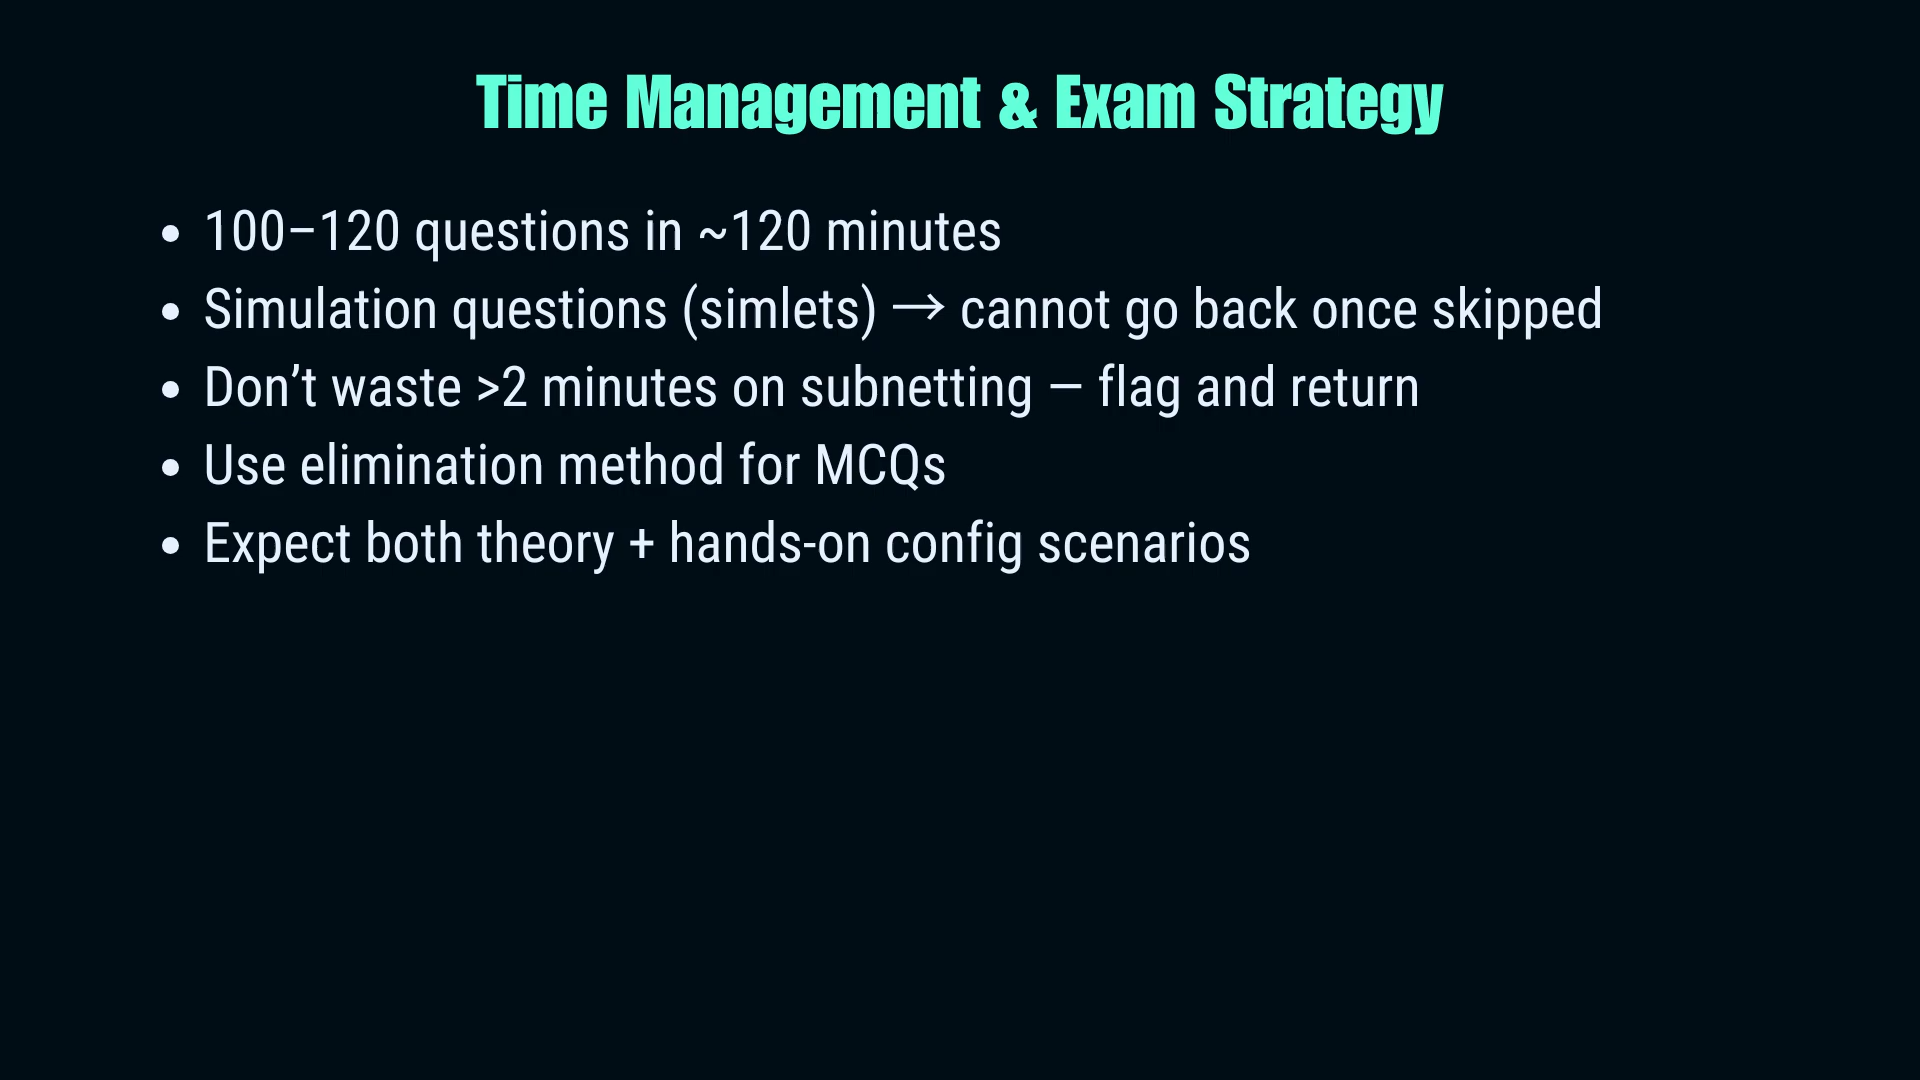 Time Management & Exam Strategy
• 100–120 questions in ~120 minutes
• Simulation questions (simlets) → cannot go back once skipped
• Don’t waste >2 minutes on subnetting — flag and return
• Use elimination method for MCQs
• Expect both theory + hands-on config scenarios